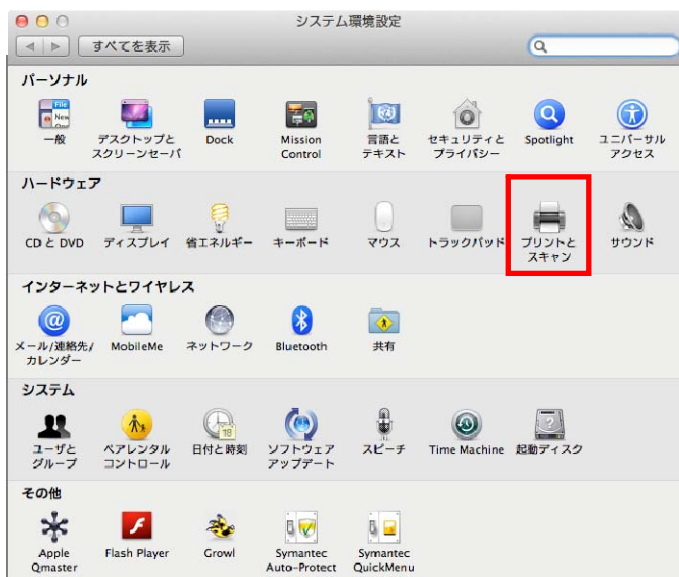 システム環境設定
すべてを表示
パーソナル
File
New
一般
デスクトップと
スクリーンセーバ
Dock
Mission
Control
言語と
テキスト
セキュリティと
プライバシー
Spotlight
ユニバーサル
アクセス
ハードウェア
CD と DVD
ディスプレイ
省エネルギー
キーボード
マウス
トラックパッド
プリントと
スキャン
サウンド
インターネットとワイヤレス
メール/連絡先/
カレンダー
MobileMe
ネットワーク
Bluetooth
共有
システム
ユーザと
グループ
ペアレンタル
コントロール
18
日付と時刻
ソフトウェア
アップデート
スピーチ
Time Machine
起動ディスク
その他
Apple
Qmaster
Flash Player
Growl
Symantec
Auto-Protect
Symantec
QuickMenu